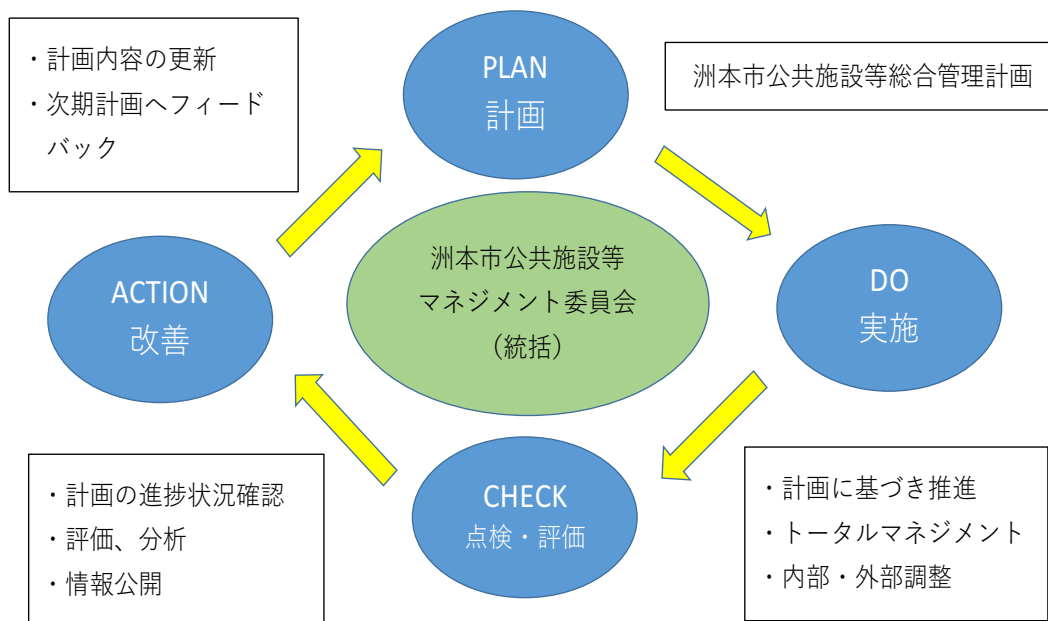 ・計画内容の更新
・次期計画へフィード
バック
PLAN
計画
洲本市公共施設等総合管理計画
洲本市公共施設等
マネジメント委員会
（統括）
ACTION
改善
DO
実施
・計画の進捗状況確認
・評価、分析
・情報公開
CHECK
点検・評価
・計画に基づき推進
・トータルマネジメント
・内部・外部調整